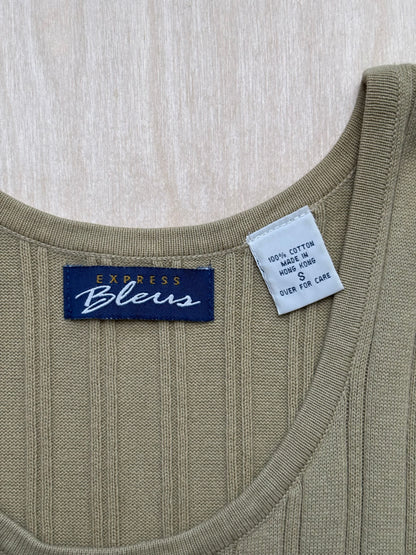 EXPRESS
Bleus
100% COTTON
MADE IN
HONG KONG
S
OVER FOR CARE